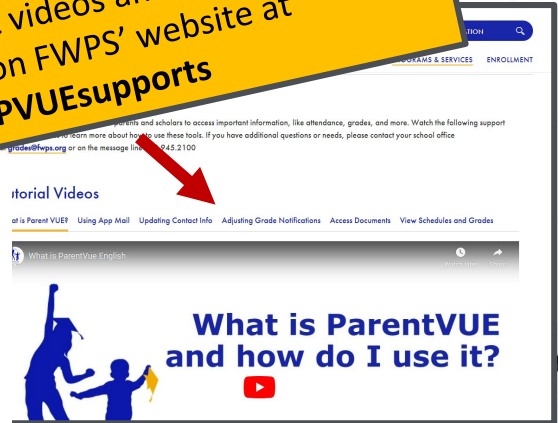 videos an
on FWPS' website at
PVUEsupports
TION
PROGRAMS & SERVICES ENROLLMENT
parents and scholars to access important information, like attendance, grades, and more. Watch the following support
learn more about how to use these tools. If you have additional questions or needs, please contact your school office
grades@fwps.org or on the message line 945.2100
utorial Videos
at is Parent VUE? Using App Mail Updating Contact Info Adjusting Grade Notifications Access Documents View Schedules and Grades
What is ParentVue English
Watch later Share
What is ParentVUE
and how do I use it?